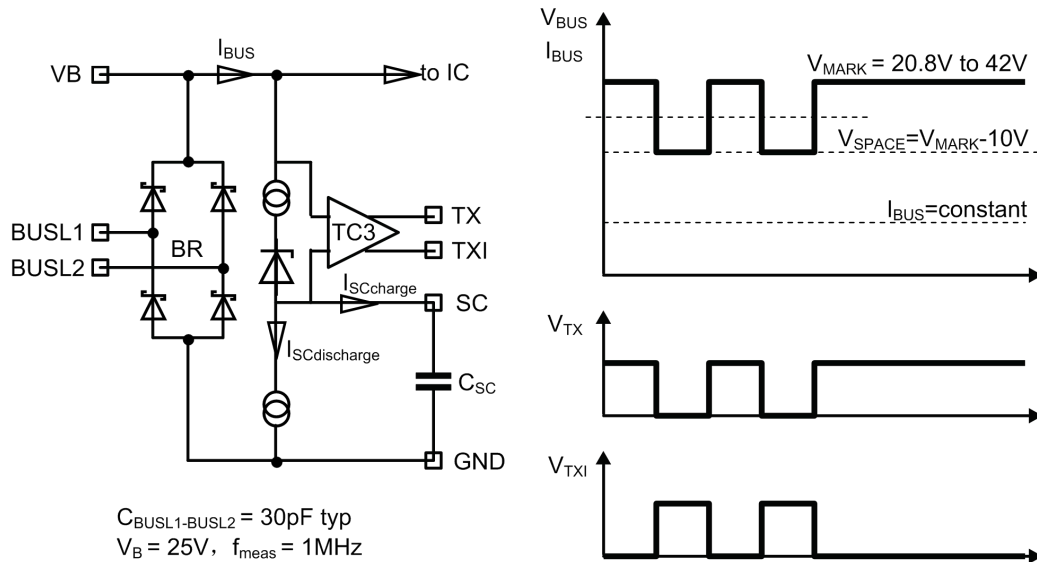 I_BUS
VB
to IC
TX
TC3
TXI
BUSL1
BR
BUSL2
I_SCcharge
SC
I_SCdischarge
C_SC
GND
C_BUSL1-BUSL2 = 30pF typ
V_B = 25V, f_meas = 1MHz
V_BUS
I_BUS
V_MARK = 20.8V to 42V
V_SPACE=V_MARK-10V
I_BUS=constant
V_TX
V_TXI